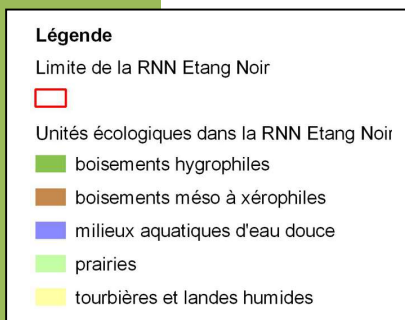 Légende
Limite de la RNN Etang Noir
Unités écologiques dans la RNN Etang Noir
boisements hygrophiles
boisements méso à xérophiles
milieux aquatiques d'eau douce
prairies
tourbières et landes humides